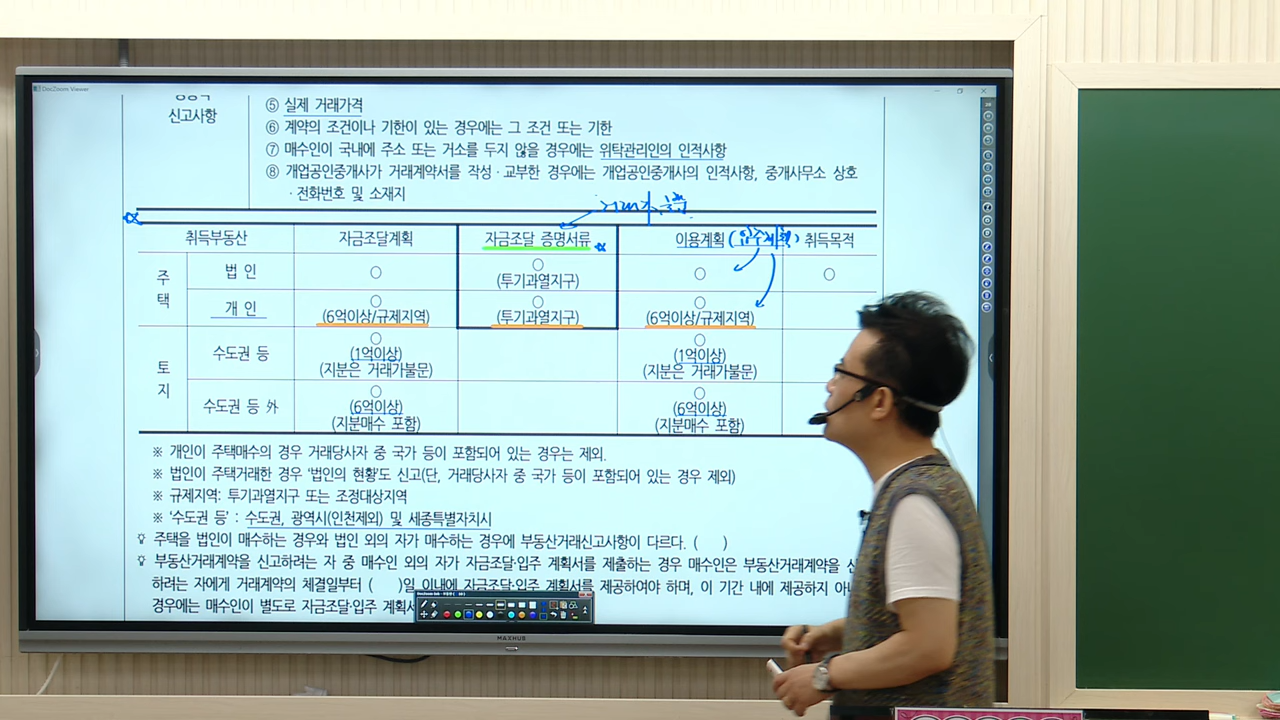 DocZoom Viewer
신고사항
⑤ 실제 거래가격
⑥ 계약의 조건이나 기한이 있는 경우에는 그 조건 또는 기한
⑦ 매수인이 국내에 주소 또는 거소를 두지 않을 경우에는 위탁관리인의 인적사항
⑧ 개업공인중개사가 거래계약서를 작성·교부한 경우에는 개업공인중개사의 인적사항, 중개사무소 상호
·전화번호 및 소재지
취득부동산 자금조달계획 자금조달 증명서류 이용계획 (입주계획) 취득목적
주택 법인 ○ ○ ○ ○
(투기과열지구)
개인 ○ ○ ○
(6억이상/규제지역) (투기과열지구) (6억이상/규제지역)
토지 수도권 등 ○ ○
(1억이상) (1억이상)
(지분은 거래가불문) (지분은 거래가불문)
수도권 등 外 ○ ○
(6억이상) (6억이상)
(지분매수 포함) (지분매수 포함)
※ 개인이 주택매수의 경우 거래당사자 중 국가 등이 포함되어 있는 경우는 제외.
※ 법인이 주택거래한 경우 '법인의 현황'도 신고(단, 거래당사자 중 국가 등이 포함되어 있는 경우 제외)
※ 규제지역: 투기과열지구 또는 조정대상지역
※ '수도권 등' : 수도권, 광역시(인천제외) 및 세종특별자치시
주택을 법인이 매수하는 경우와 법인 외의 자가 매수하는 경우에 부동산거래신고사항이 다르다. ( )
부동산거래계약을 신고하려는 자 중 매수인 외의 자가 자금조달·입주 계획서를 제출하는 경우 매수인은 부동산거래계약을
하려는 자에게 거래계약의 체결일부터 ( )일 이내에 자금조달·입주 계획서를 제공하여야 하며, 이 기간 내에 제공하지
경우에는 매수인이 별도로 자금조달·입주
MAXHUB